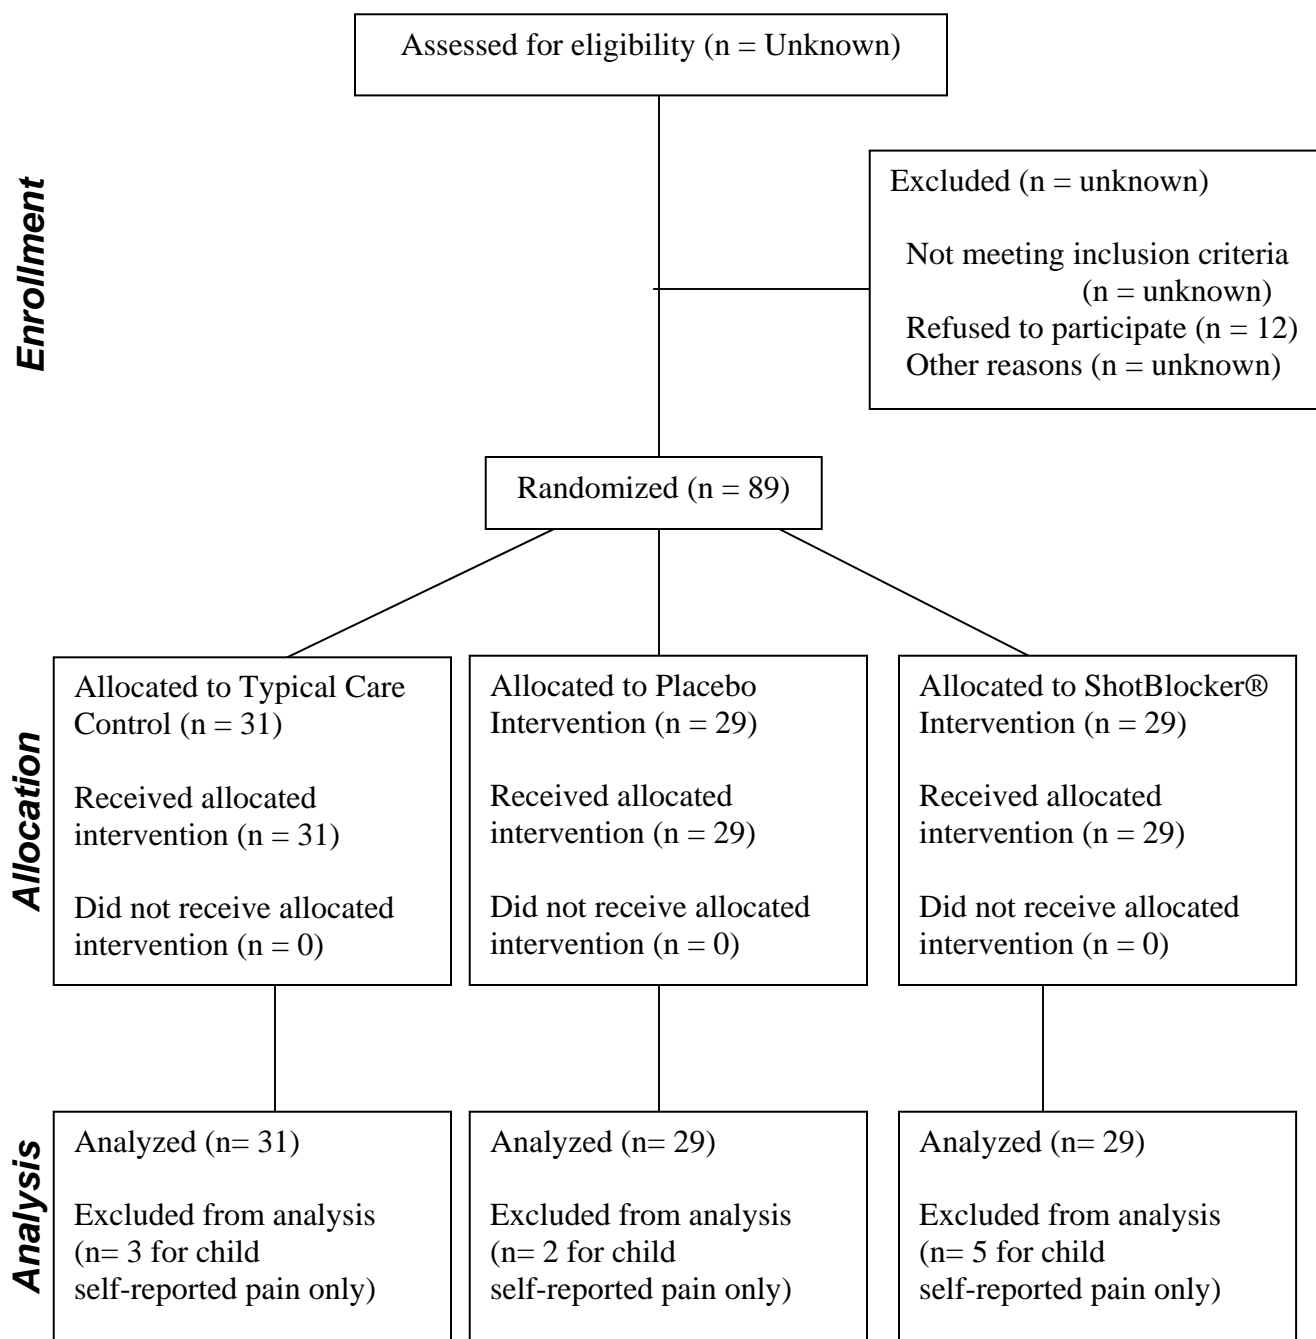 Assessed for eligibility (n = Unknown)
Enrollment
Excluded (n = unknown)
Not meeting inclusion criteria
(n = unknown)
Refused to participate (n = 12)
Other reasons (n = unknown)
Randomized (n = 89)
Allocation
Allocated to Typical Care
Control (n = 31)
Received allocated
intervention (n = 31)
Did not receive allocated
intervention (n = 0)
Allocated to Placebo
Intervention (n = 29)
Received allocated
intervention (n = 29)
Did not receive allocated
intervention (n = 0)
Allocated to ShotBlocker®
Intervention (n = 29)
Received allocated
intervention (n = 29)
Did not receive allocated
intervention (n = 0)
Analysis
Analyzed (n= 31)
Excluded from analysis
(n= 3 for child
self-reported pain only)
Analyzed (n= 29)
Excluded from analysis
(n= 2 for child
self-reported pain only)
Analyzed (n= 29)
Excluded from analysis
(n= 5 for child
self-reported pain only)